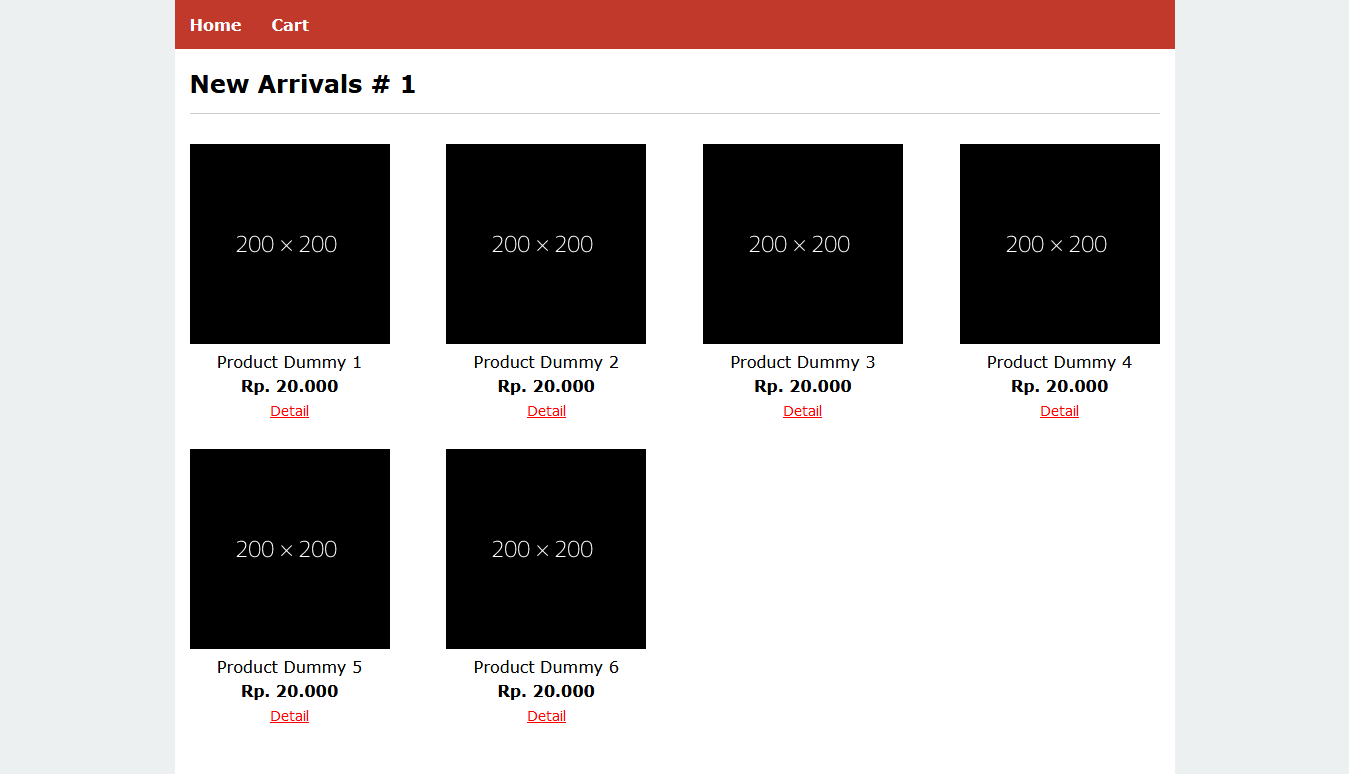 Home Cart
New Arrivals # 1
200 × 200 200 × 200 200 × 200 200 × 200
Product Dummy 1 Product Dummy 2 Product Dummy 3 Product Dummy 4
Rp. 20.000 Rp. 20.000 Rp. 20.000 Rp. 20.000
Detail Detail Detail Detail
200 × 200 200 × 200
Product Dummy 5 Product Dummy 6
Rp. 20.000 Rp. 20.000
Detail Detail